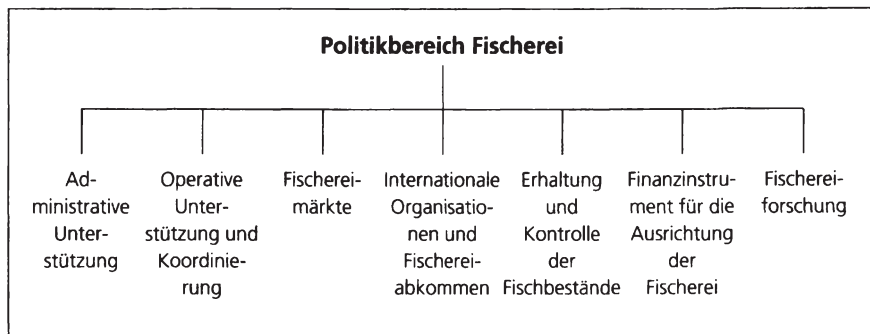 Politikbereich Fischerei
Ad-
ministrative
Unter-
stützung
Operative
Unter-
stützung und
Koordinie-
rung
Fischerei-
märkte
Internationale
Organisatio-
nen und
Fischerei-
abkommen
Erhaltung
und
Kontrolle
der
Fischbestände
Finanzinstru-
ment für die
Ausrichtung
der
Fischerei
Fischerei-
forschung